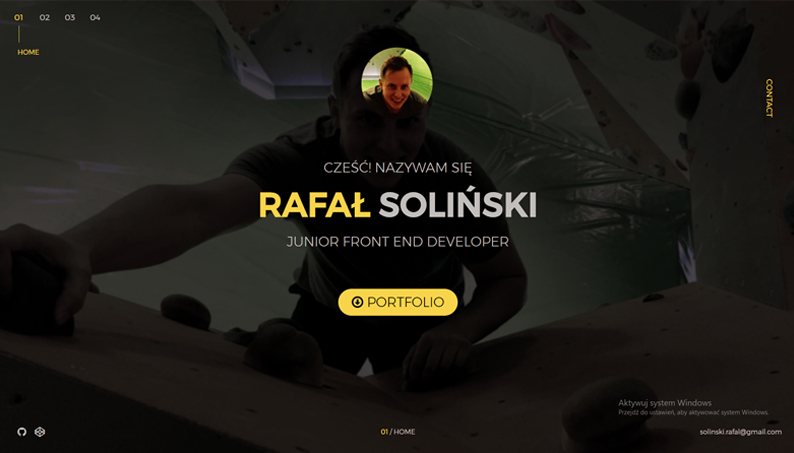 01 02 03 04
HOME
CONTACT
CZEŚĆ! NAZYWAM SIĘ
RAFAŁ SOLIŃSKI
JUNIOR FRONT END DEVELOPER
PORTFOLIO
Aktywuj system Windows
Przejdź do ustawień, aby aktywować system Windows.
01 / HOME
solinski.rafal@gmail.com